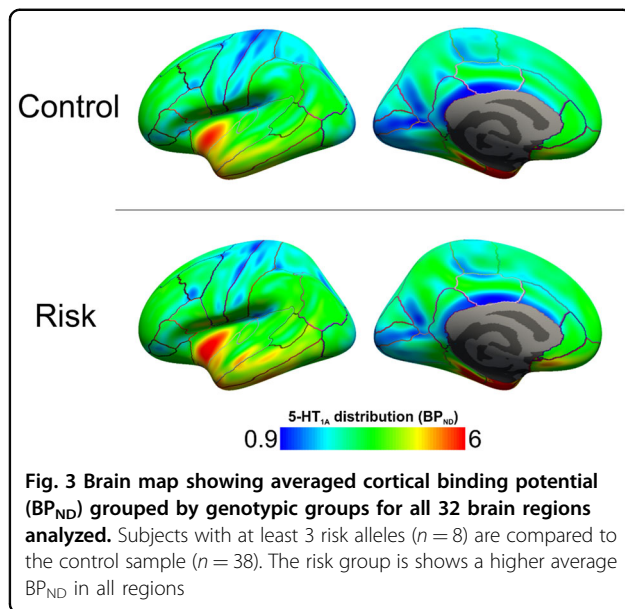 Control
Risk
5-HT1A distribution (BPND)
0.9 6
Fig. 3 Brain map showing averaged cortical binding potential
(BPND) grouped by genotypic groups for all 32 brain regions
analyzed. Subjects with at least 3 risk alleles (n = 8) are compared to
the control sample (n = 38). The risk group is shows a higher average
BPND in all regions